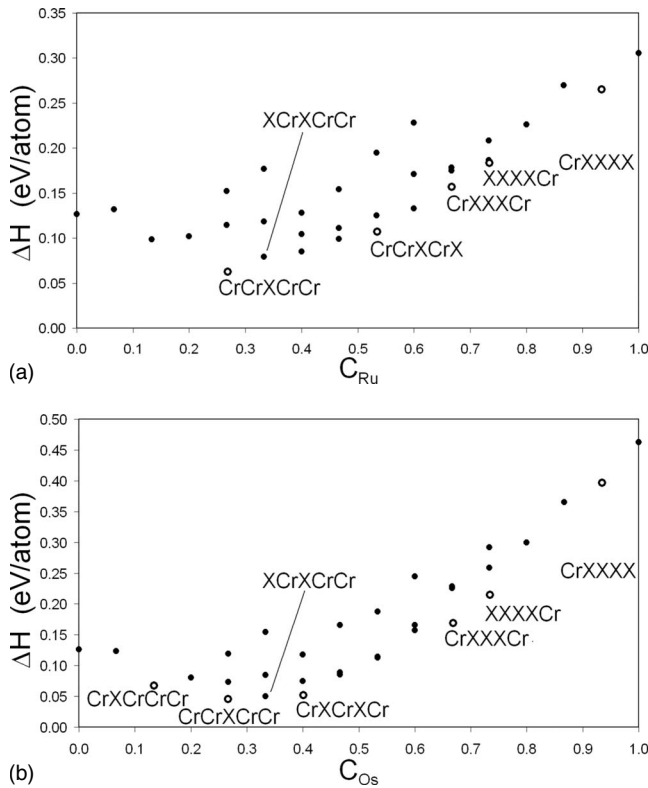 0.35
0.30
0.25
0.20
0.15
0.10
0.05
0.00
ΔH (eV/atom)
XCrXCrCr
CrXXXX
XXXXCr
CrXXXCr
CrCrXCrX
CrCrXCrCr
0.0 0.1 0.2 0.3 0.4 0.5 0.6 0.7 0.8 0.9 1.0
(a)
C_Ru
0.50
0.45
0.40
0.35
0.30
0.25
0.20
0.15
0.10
0.05
0.00
ΔH (eV/atom)
XCrXCrCr
CrXXXX
XXXXCr
CrXXXCr
CrXCrCrCr
CrCrXCrCr
CrXCrXCr
0.0 0.1 0.2 0.3 0.4 0.5 0.6 0.7 0.8 0.9 1.0
(b)
C_Os